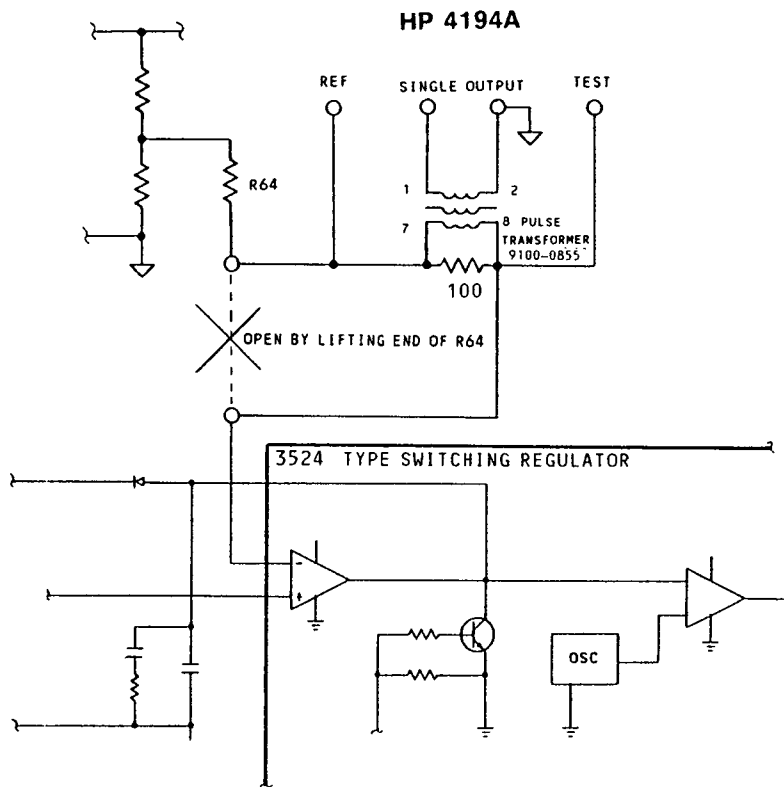 HP 4194A
REF
SINGLE OUTPUT
TEST
R64
1
2
7
8 PULSE
TRANSFORMER
9100-0855
100
OPEN BY LIFTING END OF R64
3524 TYPE SWITCHING REGULATOR
-
+
OSC